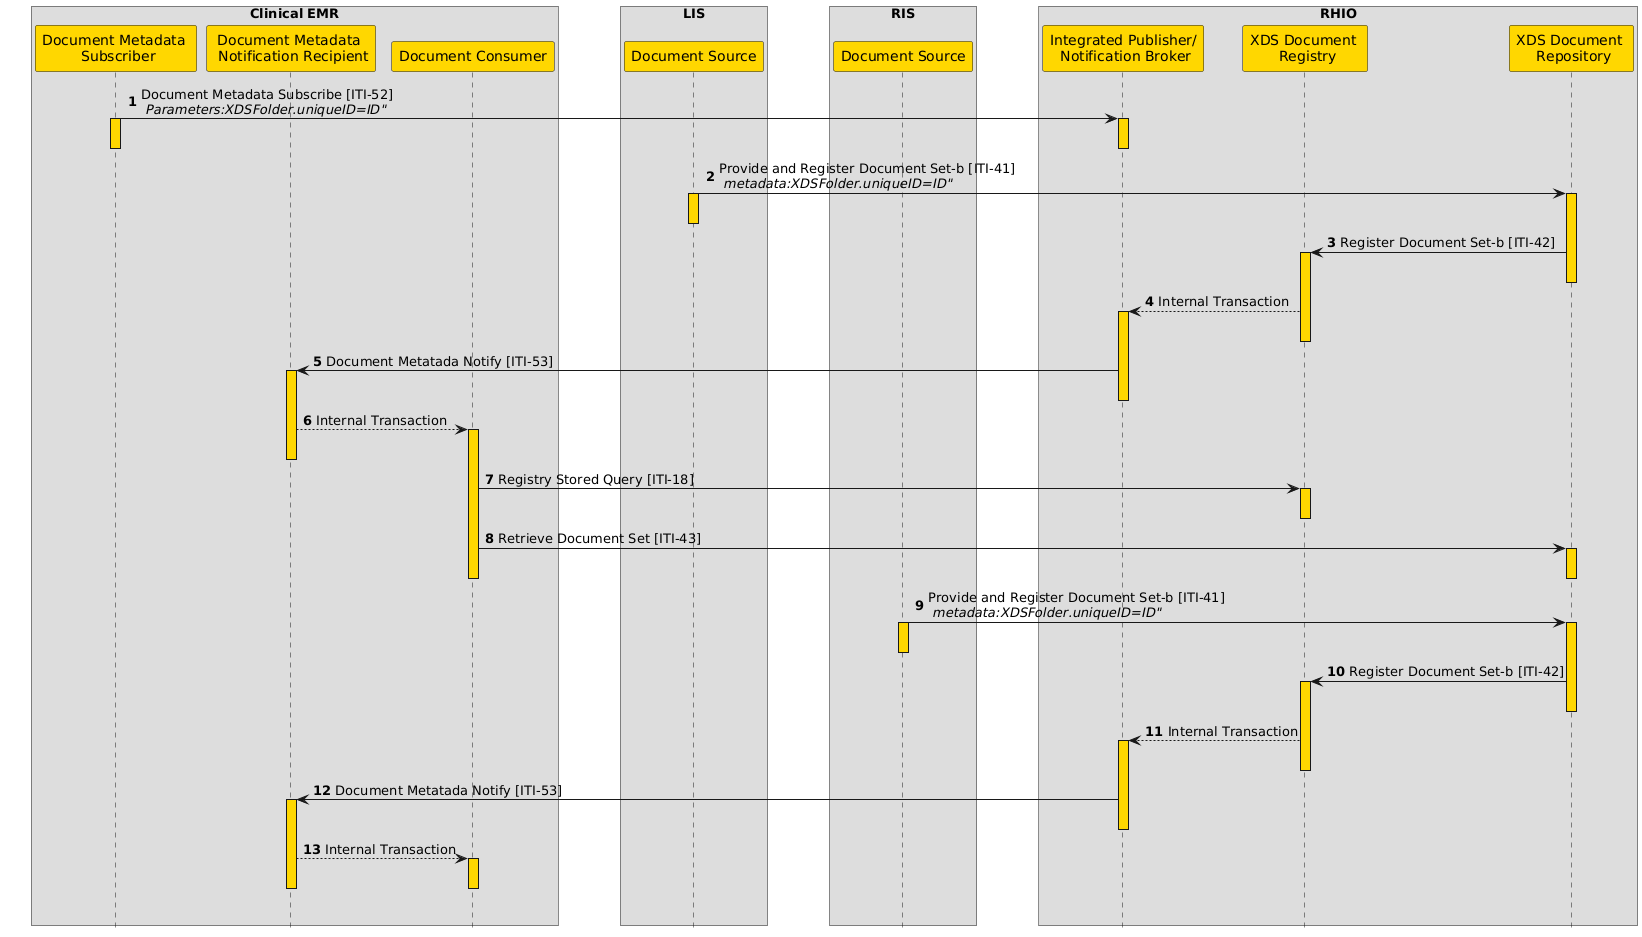 Clinical EMR
LIS
RIS
RHIO
Document Metadata
Subscriber
Document Metadata
Notification Recipient
Document Consumer
Document Source
Document Source
Integrated Publisher/
Notification Broker
XDS Document
Registry
XDS Document
Repository
1 Document Metadata Subscribe [ITI-52]
Parameters:XDSFolder.uniqueID=ID"
2 Provide and Register Document Set-b [ITI-41]
metadata:XDSFolder.uniqueID=ID"
3 Register Document Set-b [ITI-42]
4 Internal Transaction
5 Document Metatada Notify [ITI-53]
6 Internal Transaction
7 Registry Stored Query [ITI-18]
8 Retrieve Document Set [ITI-43]
9 Provide and Register Document Set-b [ITI-41]
metadata:XDSFolder.uniqueID=ID"
10 Register Document Set-b [ITI-42]
11 Internal Transaction
12 Document Metatada Notify [ITI-53]
13 Internal Transaction